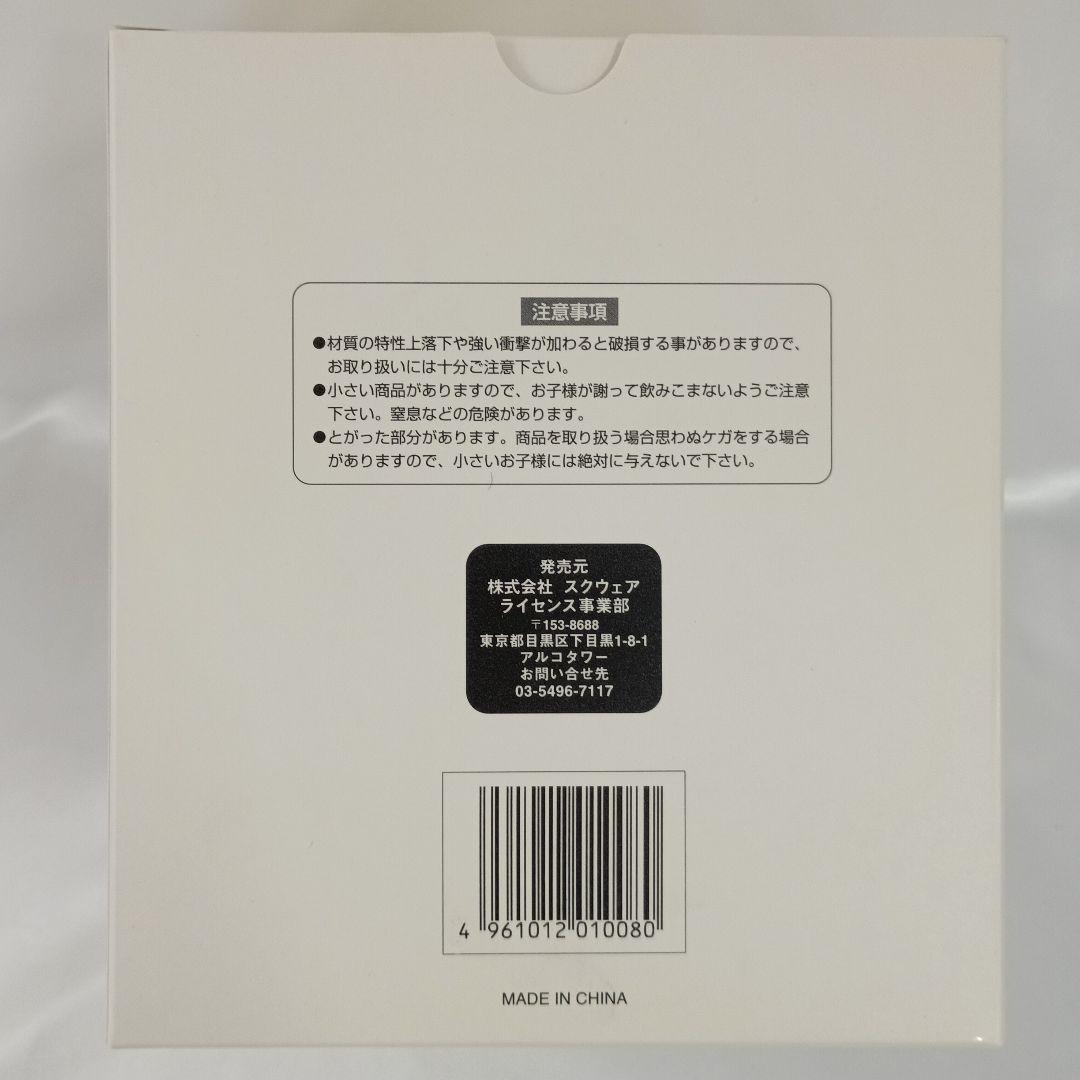 注意事項
●材質の特性上落下や強い衝撃が加わると破損する事がありますので、
お取り扱いには十分ご注意下さい。
●小さい商品がありますので、お子様が謝って飲みこまないようご注意
下さい。窒息などの危険があります。
●とがった部分があります。商品を取り扱う場合思わぬケガをする場合
がありますので、小さいお子様には絶対に与えないで下さい。
発売元
株式会社 スクウェア
ライセンス事業部
〒153-8688
東京都目黒区下目黒1-8-1
アルコタワー
お問い合せ先
03-5496-7117
4 961012 010080
MADE IN CHINA